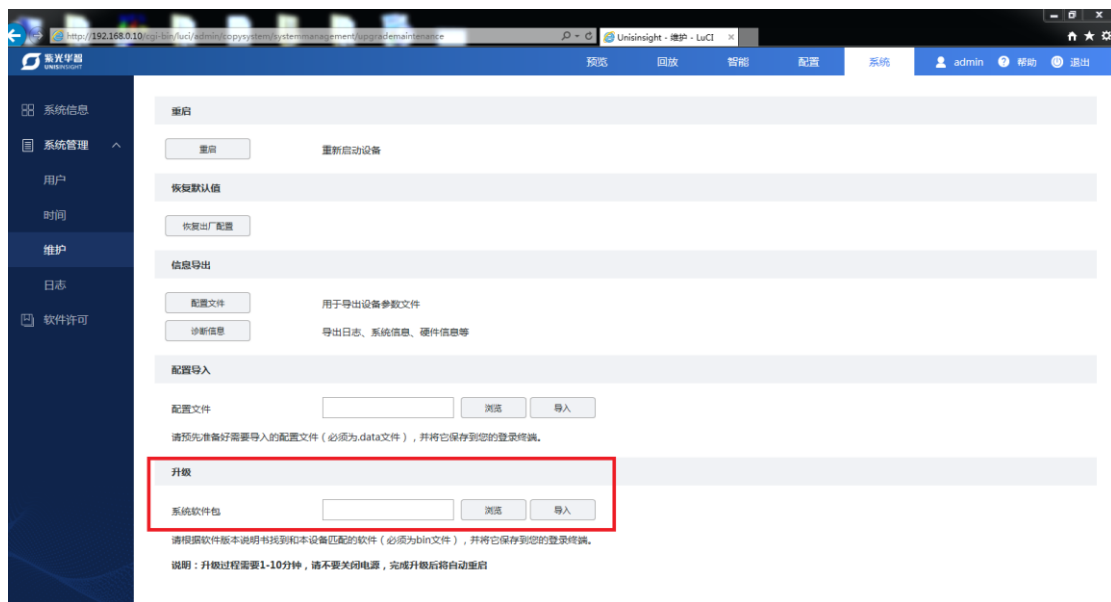 http://192.168.0.10/cgi-bin/luci/admin/copysystem/systemmanagement/upgrademaintenance
Unisinsight - 维护 - LuCI
紫光华智
UNISINSIGHT
预览 回放 智能 配置 系统 admin 帮助 退出
系统信息
系统管理
用户
时间
维护
日志
软件许可
重启
重启 重新启动设备
恢复默认值
恢复出厂配置
信息导出
配置文件 用于导出设备参数文件
诊断信息 导出日志、系统信息、硬件信息等
配置导入
配置文件 浏览 导入
请预先准备好需要导入的配置文件（必须为.data文件），并将它保存到您的登录终端。
升级
系统软件包 浏览 导入
请根据软件版本说明书找到和本设备匹配的软件（必须为bin文件），并将它保存到您的登录终端。
说明：升级过程需要1-10分钟，请不要关闭电源，完成升级后将自动重启